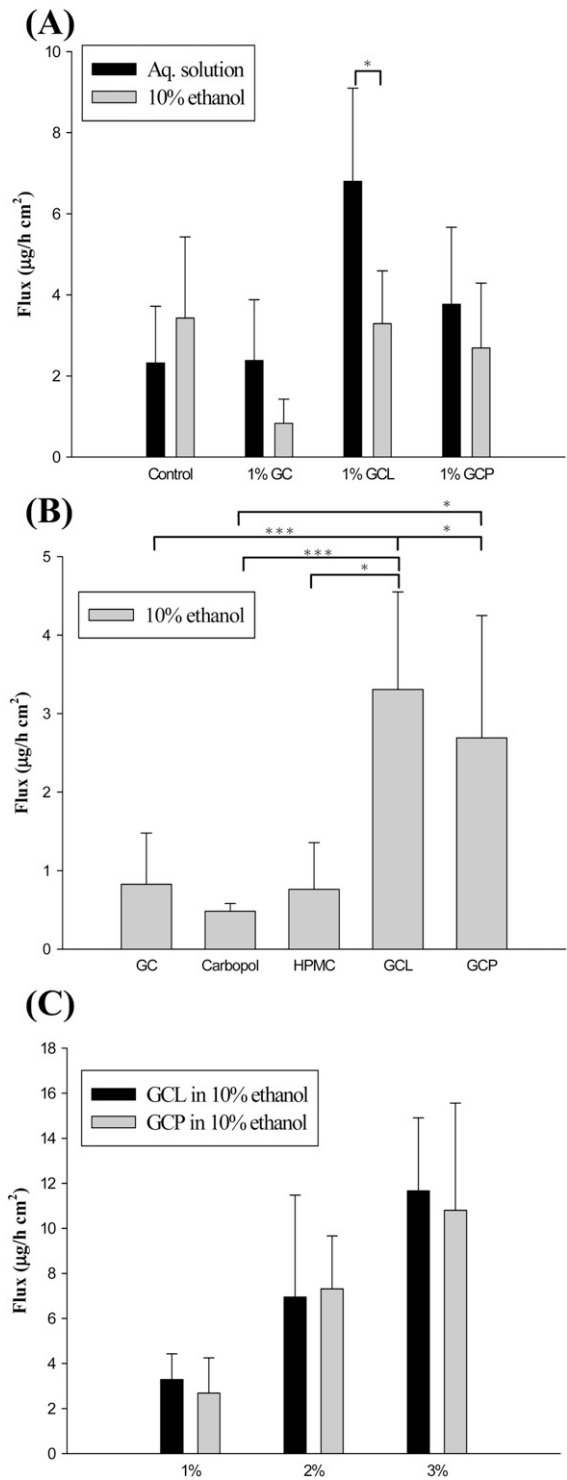 (A)
10
8
6
4
2
0
Flux (µg/h cm²)
Aq. solution
10% ethanol
*
Control
1% GC
1% GCL
1% GCP
(B)
*
***
*
***
*
5
4
3
2
1
0
Flux (µg/h cm²)
10% ethanol
GC
Carbopol
HPMC
GCL
GCP
(C)
18
16
14
12
10
8
6
4
2
0
Flux (µg/h cm²)
GCL in 10% ethanol
GCP in 10% ethanol
1%
2%
3%